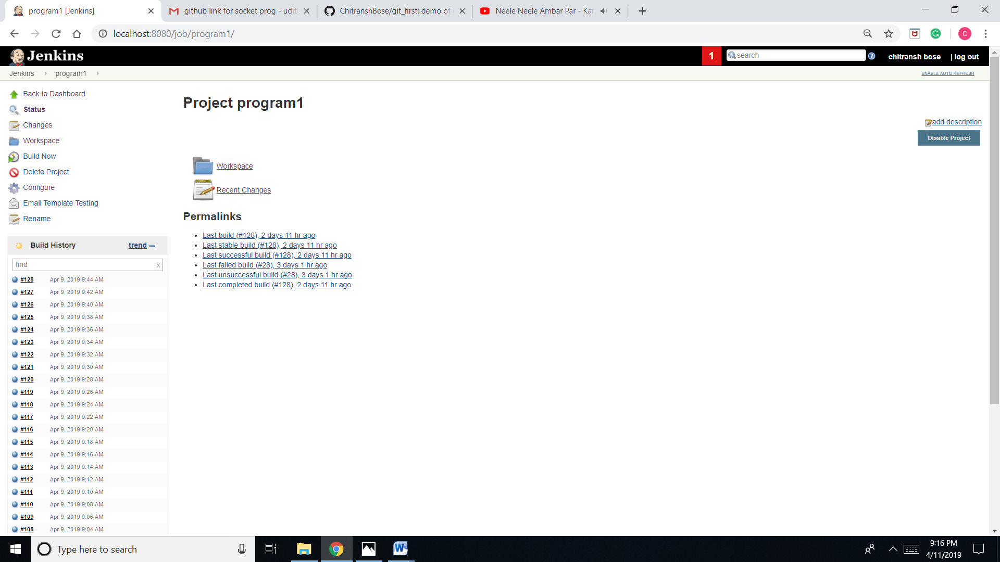 program1 [Jenkins]
github link for socket prog - udit
ChitranshBose/git_first: demo of
Neele Neele Ambar Par - Kar
localhost:8080/job/program1/
C
Jenkins
1
search
chitransh bose
| log out
Jenkins
program1
ENABLE AUTO REFRESH
Back to Dashboard
Status
Changes
Workspace
Build Now
Delete Project
Configure
Email Template Testing
Rename
Project program1
add description
Disable Project
Workspace
Recent Changes
Permalinks
Last build (#128), 2 days 11 hr ago
Last stable build (#128), 2 days 11 hr ago
Last successful build (#128), 2 days 11 hr ago
Last failed build (#28), 3 days 1 hr ago
Last unsuccessful build (#28), 3 days 1 hr ago
Last completed build (#128), 2 days 11 hr ago
Build History trend
find x
#128 Apr 9, 2019 9:44 AM
#127 Apr 9, 2019 9:42 AM
#126 Apr 9, 2019 9:40 AM
#125 Apr 9, 2019 9:38 AM
#124 Apr 9, 2019 9:36 AM
#123 Apr 9, 2019 9:34 AM
#122 Apr 9, 2019 9:32 AM
#121 Apr 9, 2019 9:30 AM
#120 Apr 9, 2019 9:28 AM
#119 Apr 9, 2019 9:26 AM
#118 Apr 9, 2019 9:24 AM
#117 Apr 9, 2019 9:22 AM
#116 Apr 9, 2019 9:20 AM
#115 Apr 9, 2019 9:18 AM
#114 Apr 9, 2019 9:16 AM
#113 Apr 9, 2019 9:14 AM
#112 Apr 9, 2019 9:12 AM
#111 Apr 9, 2019 9:10 AM
#110 Apr 9, 2019 9:08 AM
#109 Apr 9, 2019 9:06 AM
#108 Apr 9, 2019 9:04 AM
Type here to search
9:16 PM
4/11/2019